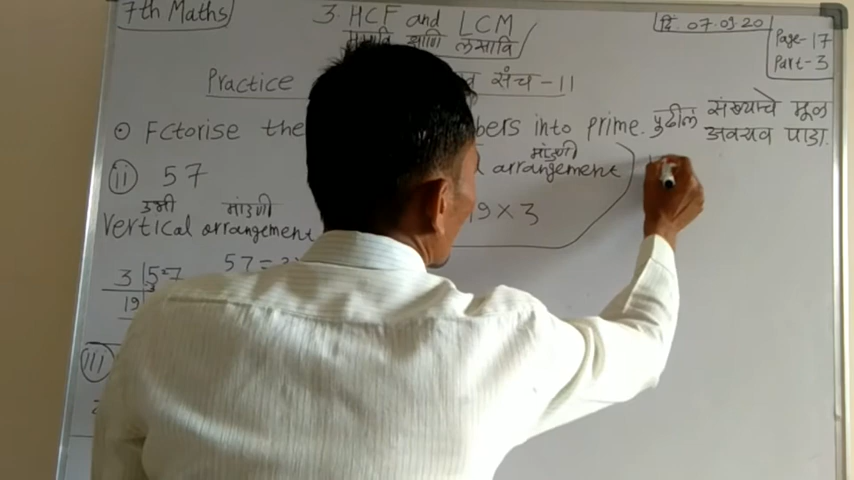 7th Maths
3. HCF and LCM
मसावि आणि लसावि
दि. 07.09.20
Page-17
Part-3
Practice संच-11
⊙ Fctorise the bers into prime. पुढील संख्यांचे मूळ
अवयव पाडा.
(ii) 57
मांडणी
arrangement
उभी मांडणी
Vertical arrangement
9×3
57=
3 57
19
(iii)